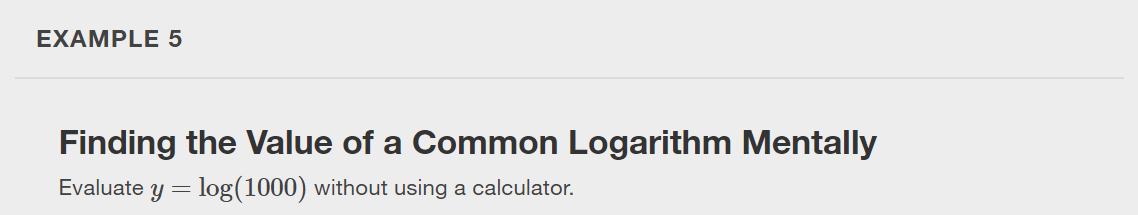 EXAMPLE 5
Finding the Value of a Common Logarithm Mentally
Evaluate y = log(1000) without using a calculator.